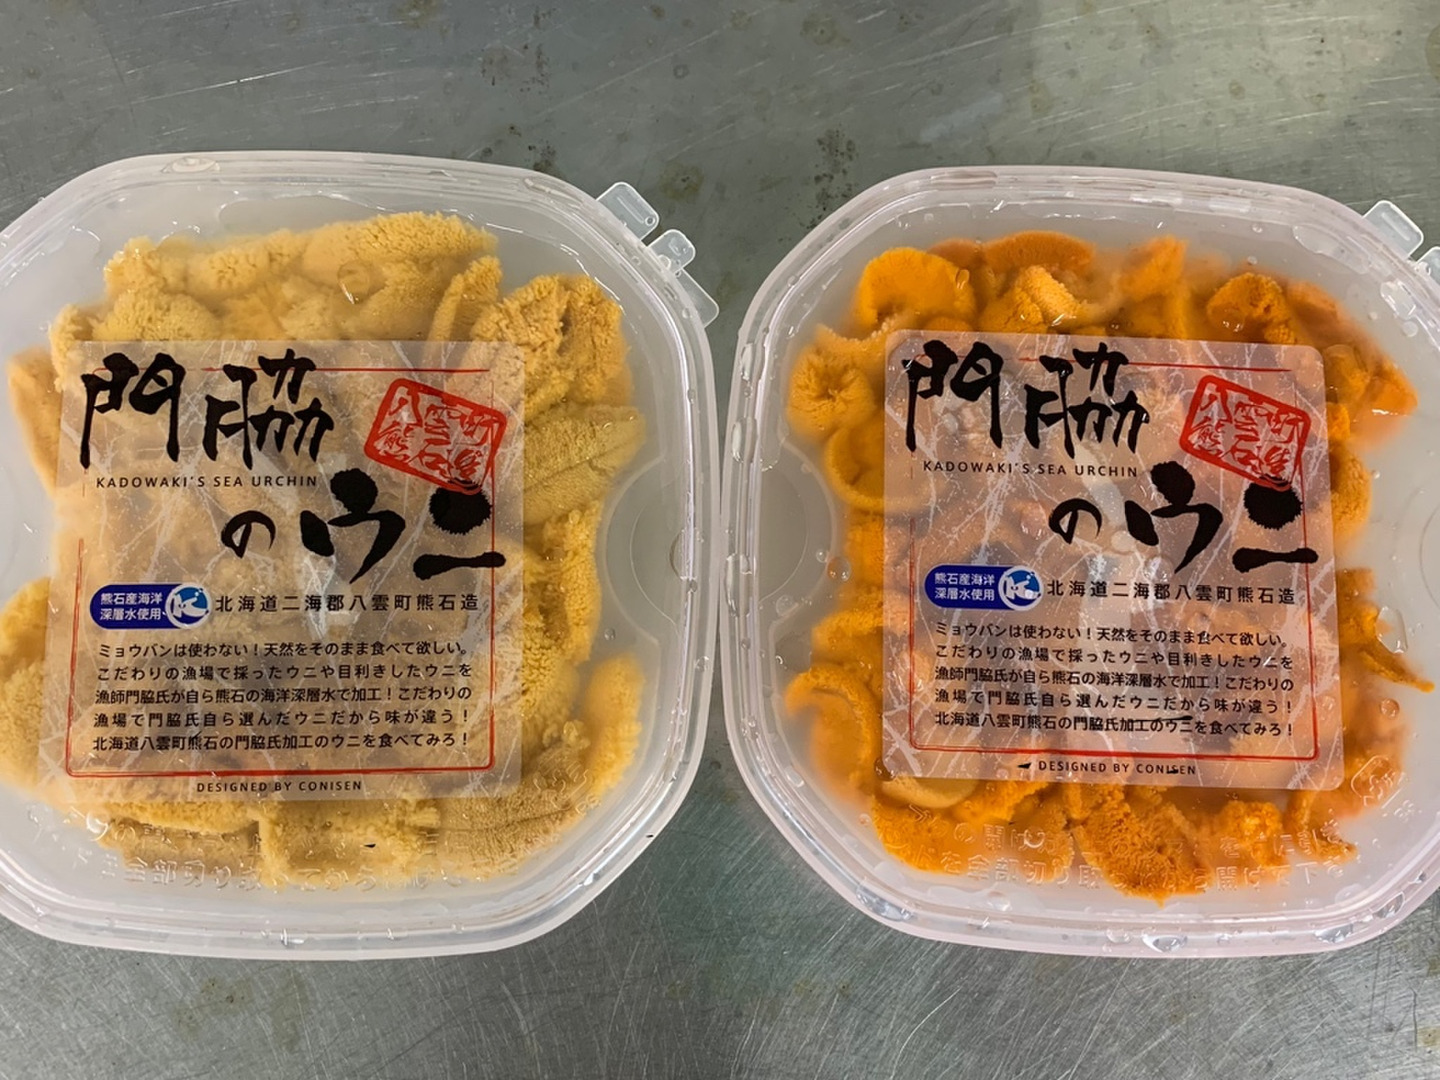 門脇
KADOWAKI'S SEA URCHIN
のウニ
八雲町
熊石産
熊石産海洋
深層水使用
K
北海道二海郡八雲町熊石造
ミョウバンは使わない！天然をそのまま食べて欲しい。
こだわりの漁場で採ったウニや目利きしたウニを
漁師門脇氏が自ら熊石の海洋深層水で加工！こだわりの
漁場で門脇氏自ら選んだウニだから味が違う！
北海道八雲町熊石の門脇氏加工のウニを食べてみろ！
DESIGNED BY CONISEN
門脇
KADOWAKI'S SEA URCHIN
のウニ
八雲町
熊石産
熊石産海洋
深層水使用
K
北海道二海郡八雲町熊石造
ミョウバンは使わない！天然をそのまま食べて欲しい。
こだわりの漁場で採ったウニや目利きしたウニを
漁師門脇氏が自ら熊石の海洋深層水で加工！こだわりの
漁場で門脇氏自ら選んだウニだから味が違う！
北海道八雲町熊石の門脇氏加工のウニを食べてみろ！
DESIGNED BY CONISEN